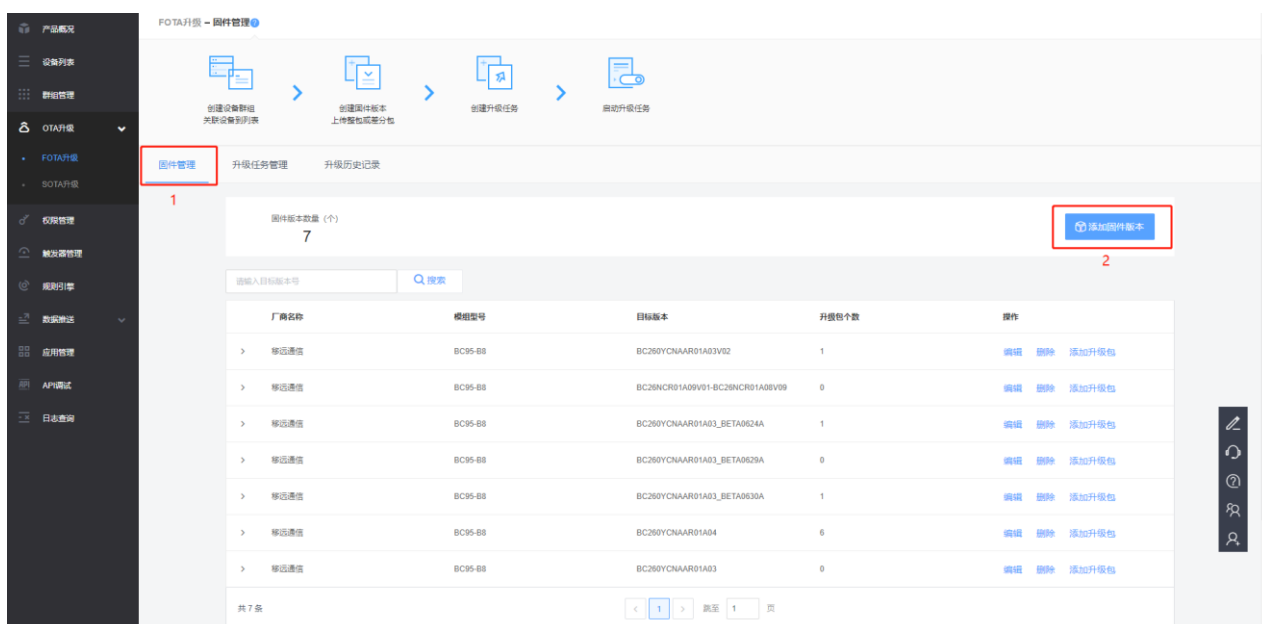 产品概况
设备列表
群组管理
OTA升级
FOTA升级
SOTA升级
权限管理
触发器管理
规则引擎
数据推送
应用管理
API API调试
日志查询
FOTA升级 – 固件管理
创建设备群组
关联设备到列表
创建固件版本
上传整包或差分包
创建升级任务
启动升级任务
固件管理 升级任务管理 升级历史记录
1
固件版本数量（个）
7
添加固件版本
2
请输入目标版本号 搜索
厂商名称 模组型号 目标版本 升级包个数 操作
移远通信 BC95-B8 BC260YCNAAR01A03V02 1 编辑 删除 添加升级包
移远通信 BC95-B8 BC26NCR01A09V01-BC26NCR01A08V09 0 编辑 删除 添加升级包
移远通信 BC95-B8 BC260YCNAAR01A03_BETA0624A 1 编辑 删除 添加升级包
移远通信 BC95-B8 BC260YCNAAR01A03_BETA0629A 0 编辑 删除 添加升级包
移远通信 BC95-B8 BC260YCNAAR01A03_BETA0630A 1 编辑 删除 添加升级包
移远通信 BC95-B8 BC260YCNAAR01A04 6 编辑 删除 添加升级包
移远通信 BC95-B8 BC260YCNAAR01A03 0 编辑 删除 添加升级包
共 7 条 < 1 > 跳至 1 页